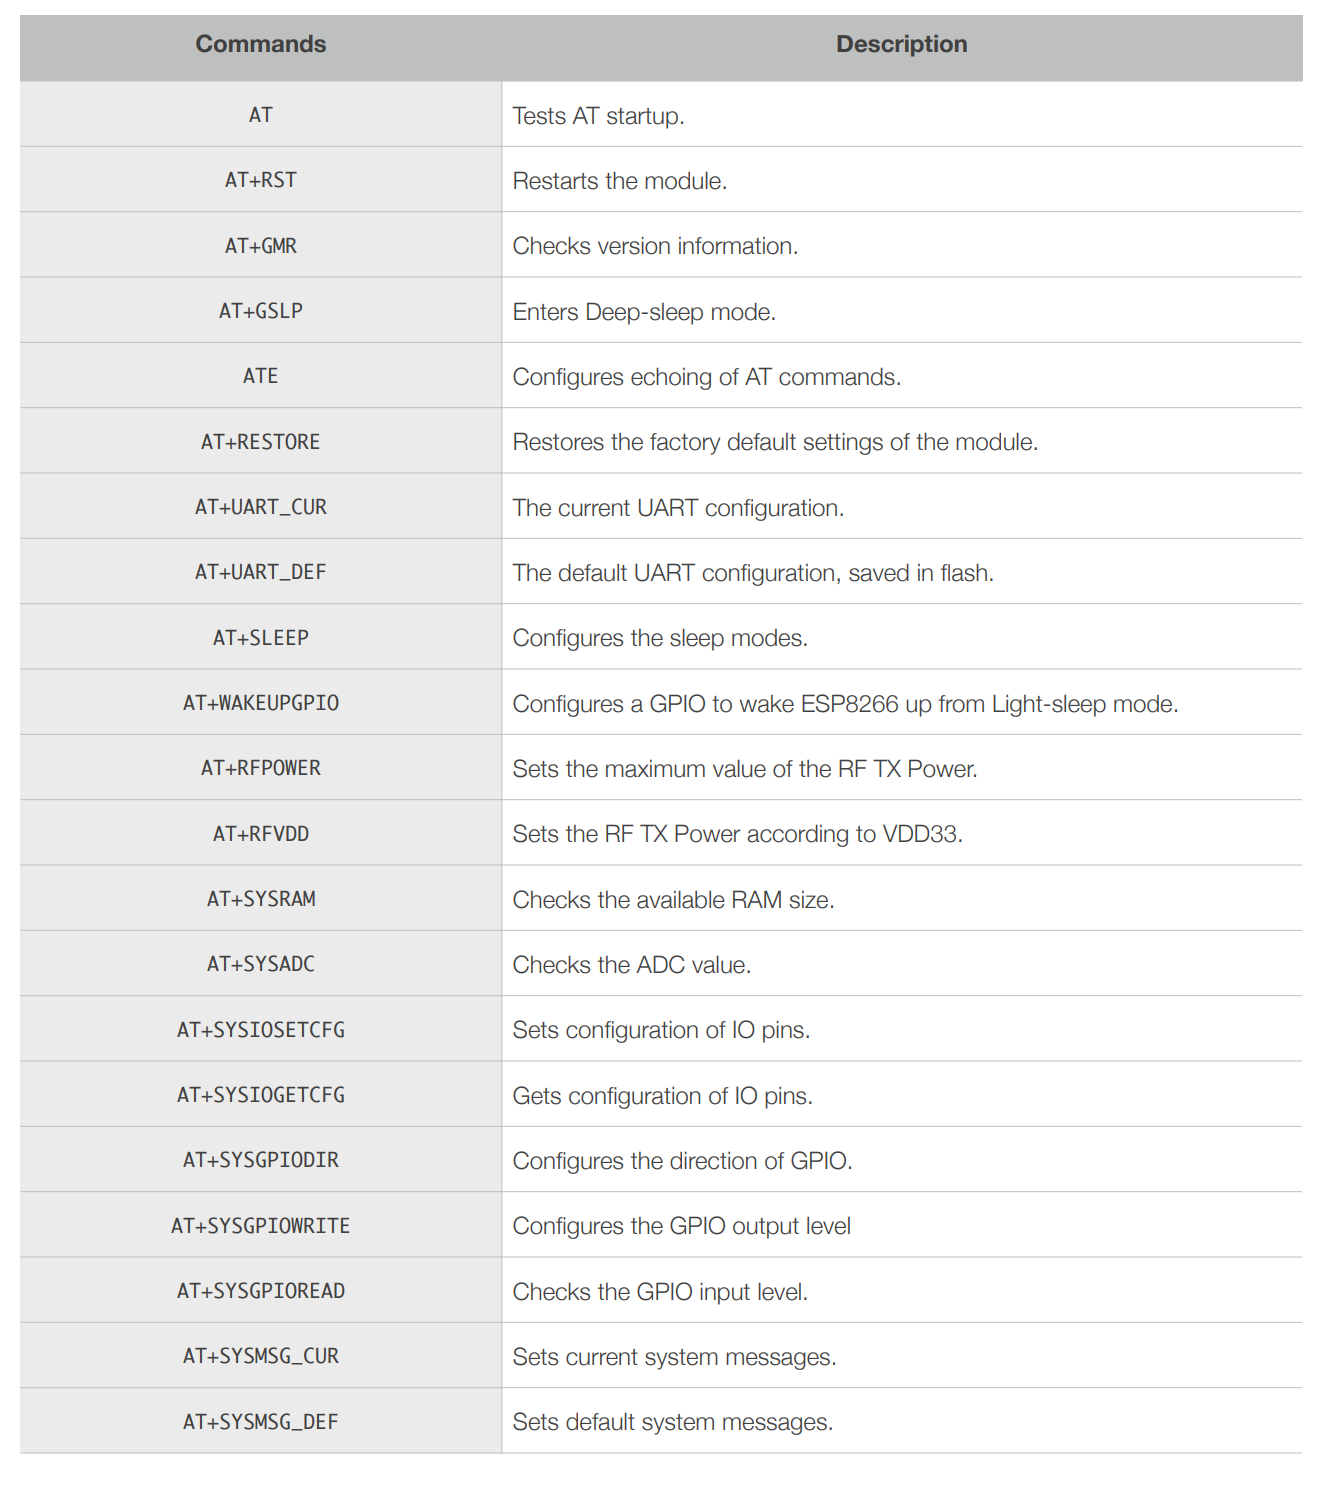 Commands Description
AT Tests AT startup.
AT+RST Restarts the module.
AT+GMR Checks version information.
AT+GSLP Enters Deep-sleep mode.
ATE Configures echoing of AT commands.
AT+RESTORE Restores the factory default settings of the module.
AT+UART_CUR The current UART configuration.
AT+UART_DEF The default UART configuration, saved in flash.
AT+SLEEP Configures the sleep modes.
AT+WAKEUPGPIO Configures a GPIO to wake ESP8266 up from Light-sleep mode.
AT+RFPOWER Sets the maximum value of the RF TX Power.
AT+RFVDD Sets the RF TX Power according to VDD33.
AT+SYSRAM Checks the available RAM size.
AT+SYSADC Checks the ADC value.
AT+SYSIOSETCFG Sets configuration of IO pins.
AT+SYSIOGETCFG Gets configuration of IO pins.
AT+SYSGPIODIR Configures the direction of GPIO.
AT+SYSGPIOWRITE Configures the GPIO output level
AT+SYSGPIOREAD Checks the GPIO input level.
AT+SYSMSG_CUR Sets current system messages.
AT+SYSMSG_DEF Sets default system messages.